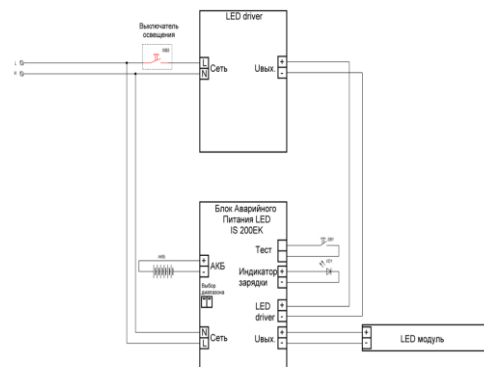 LED driver
Выключатель
освещения
L
L
N
Сеть
Uвых.
+
-
Блок Аварийного
Питания LED
IS 200EK
+
-
АКБ
Тест
Выбор
диапазона
Индикатор
зарядки
+
-
LED
driver
+
-
N
L
Сеть
Uвых.
+
-
+
-
LED модуль